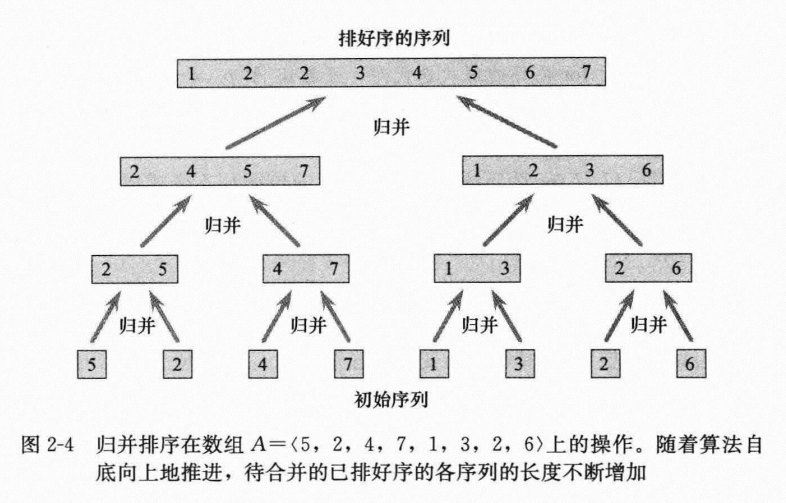 排好序的序列
1 2 2 3 4 5 6 7
归并
2 4 5 7 1 2 3 6
归并 归并
2 5 4 7 1 3 2 6
归并 归并 归并 归并
5 2 4 7 1 3 2 6
初始序列
图 2-4 归并排序在数组 A=〈5, 2, 4, 7, 1, 3, 2, 6〉上的操作。随着算法自
底向上地推进，待合并的已排好序的各序列的长度不断增加